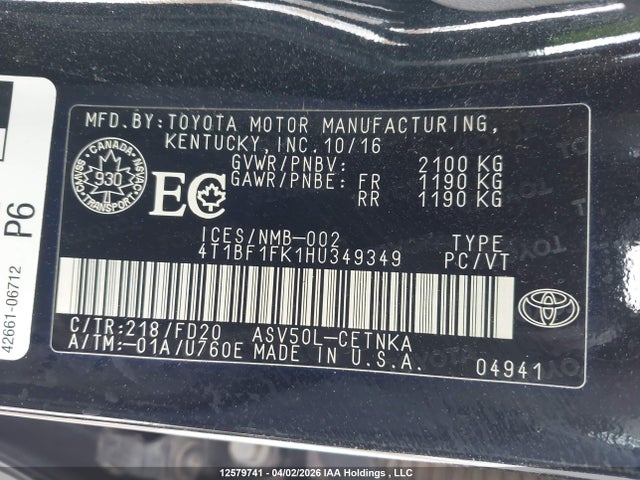 MFD.BY:TOYOTA MOTOR MANUFACTURING,
KENTUCKY, INC.10/16
GVWR/PNBV: 2100 KG
GAWR/PNBE: FR 1190 KG
RR 1190 KG
CANADA
930
TRANSPORT
EC
ICES/NMB-002 TYPE
4T1BF1FK1HU349349 PC/VT
C/TR:218/FD20 ASV50L-CETNKA
A/TM:-01A/U760E MADE IN U.S.A. 04941
P6
42661-06712
12579741 - 04/02/2026 IAA Holdings , LLC